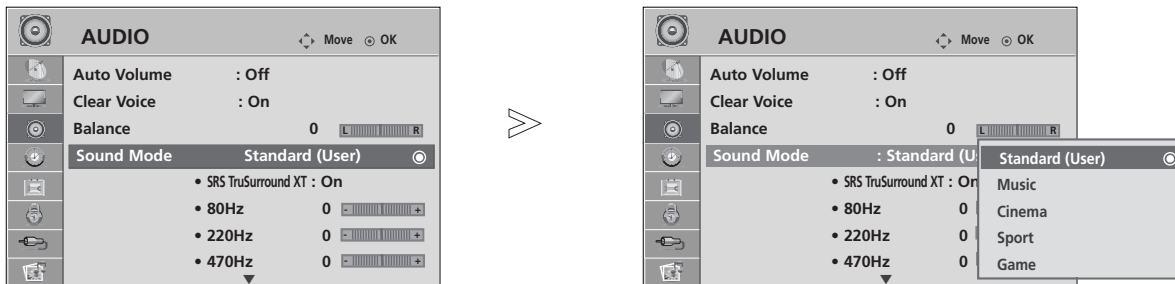 AUDIO
Move OK
Auto Volume : Off
Clear Voice : On
Balance 0 L R
Sound Mode Standard (User)
• SRS TruSurround XT : On
• 80Hz 0 - +
• 220Hz 0 - +
• 470Hz 0 - +
AUDIO
Move OK
Auto Volume : Off
Clear Voice : On
Balance 0 L R
Sound Mode : Standard (U
• SRS TruSurround XT : On
• 80Hz 0
• 220Hz 0
• 470Hz 0
Standard (User)
Music
Cinema
Sport
Game